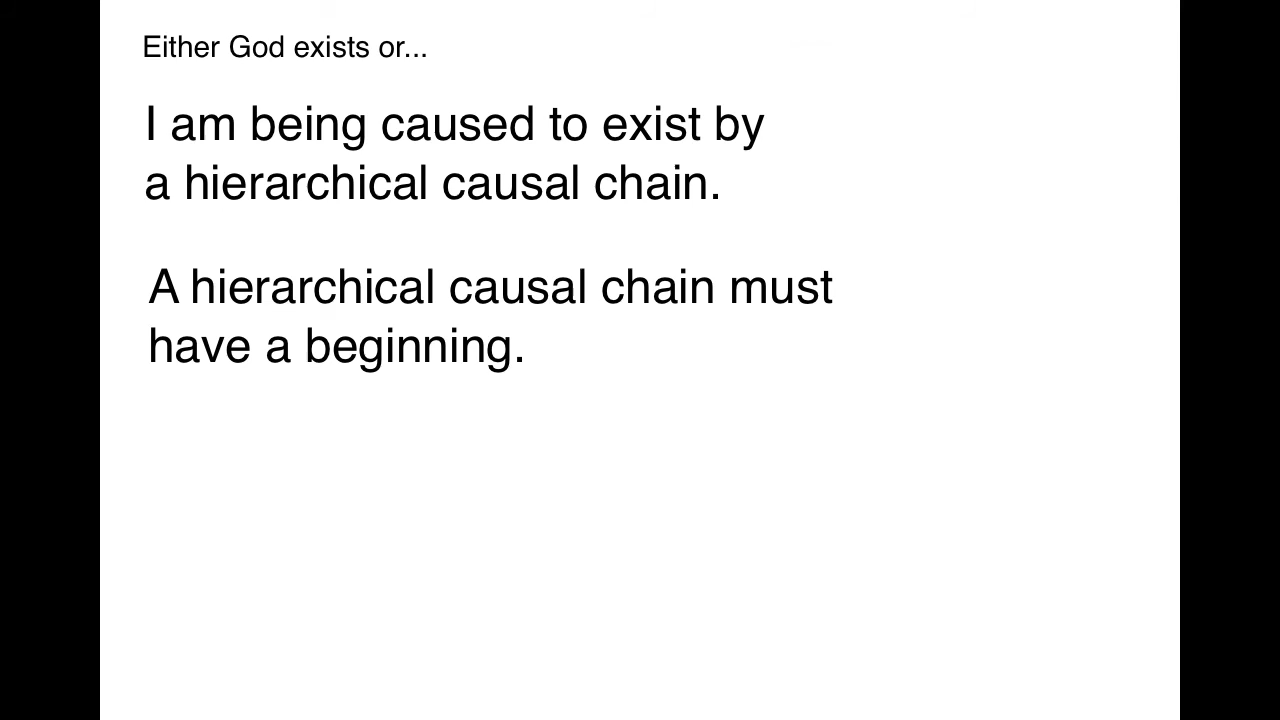 Either God exists or...
I am being caused to exist by
a hierarchical causal chain.
A hierarchical causal chain must
have a beginning.